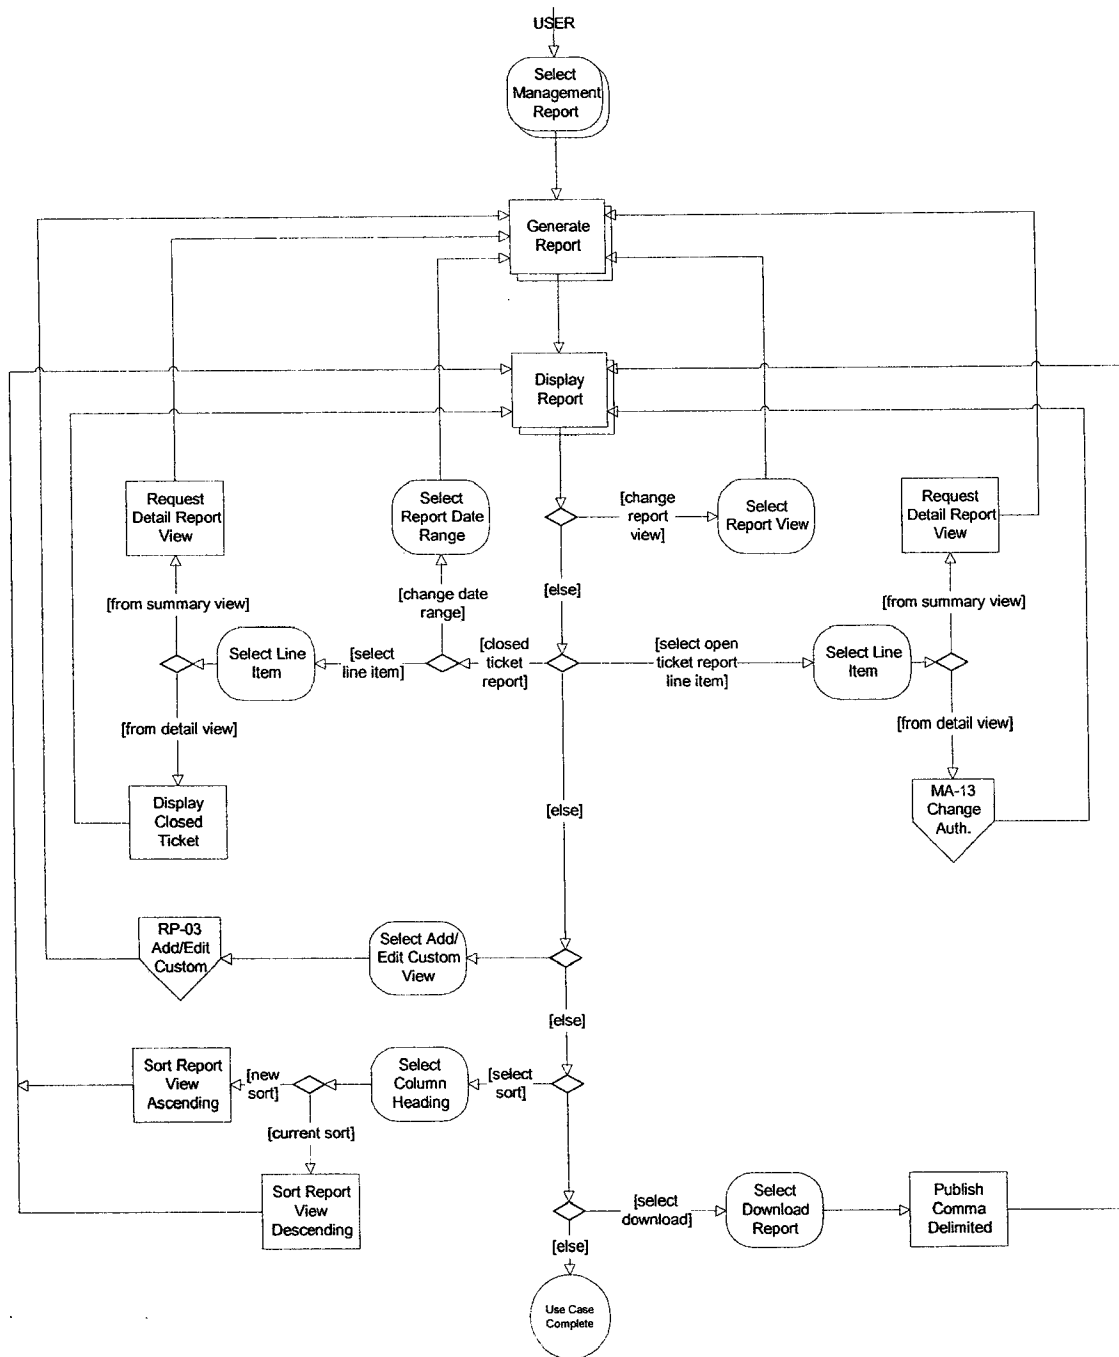 USER
Select
Management
Report
Generate
Report
Display
Report
Request
Detail Report
View
Select
Report Date
Range
[change
report
view]
Select
Report View
Request
Detail Report
View
[from summary view]
[change date
range]
[else]
[from summary view]
Select Line
Item
[select
line item]
[closed
ticket
report]
[select open
ticket report
line item]
Select Line
Item
[from detail view]
[from detail view]
Display
Closed
Ticket
[else]
MA-13
Change
Auth.
RP-03
Add/Edit
Custom
Select Add/
Edit Custom
View
[else]
Sort Report
View
Ascending
[new
sort]
Select
Column
Heading
[select
sort]
[current sort]
Sort Report
View
Descending
[select
download]
Select
Download
Report
Publish
Comma
Delimited
[else]
Use Case
Complete